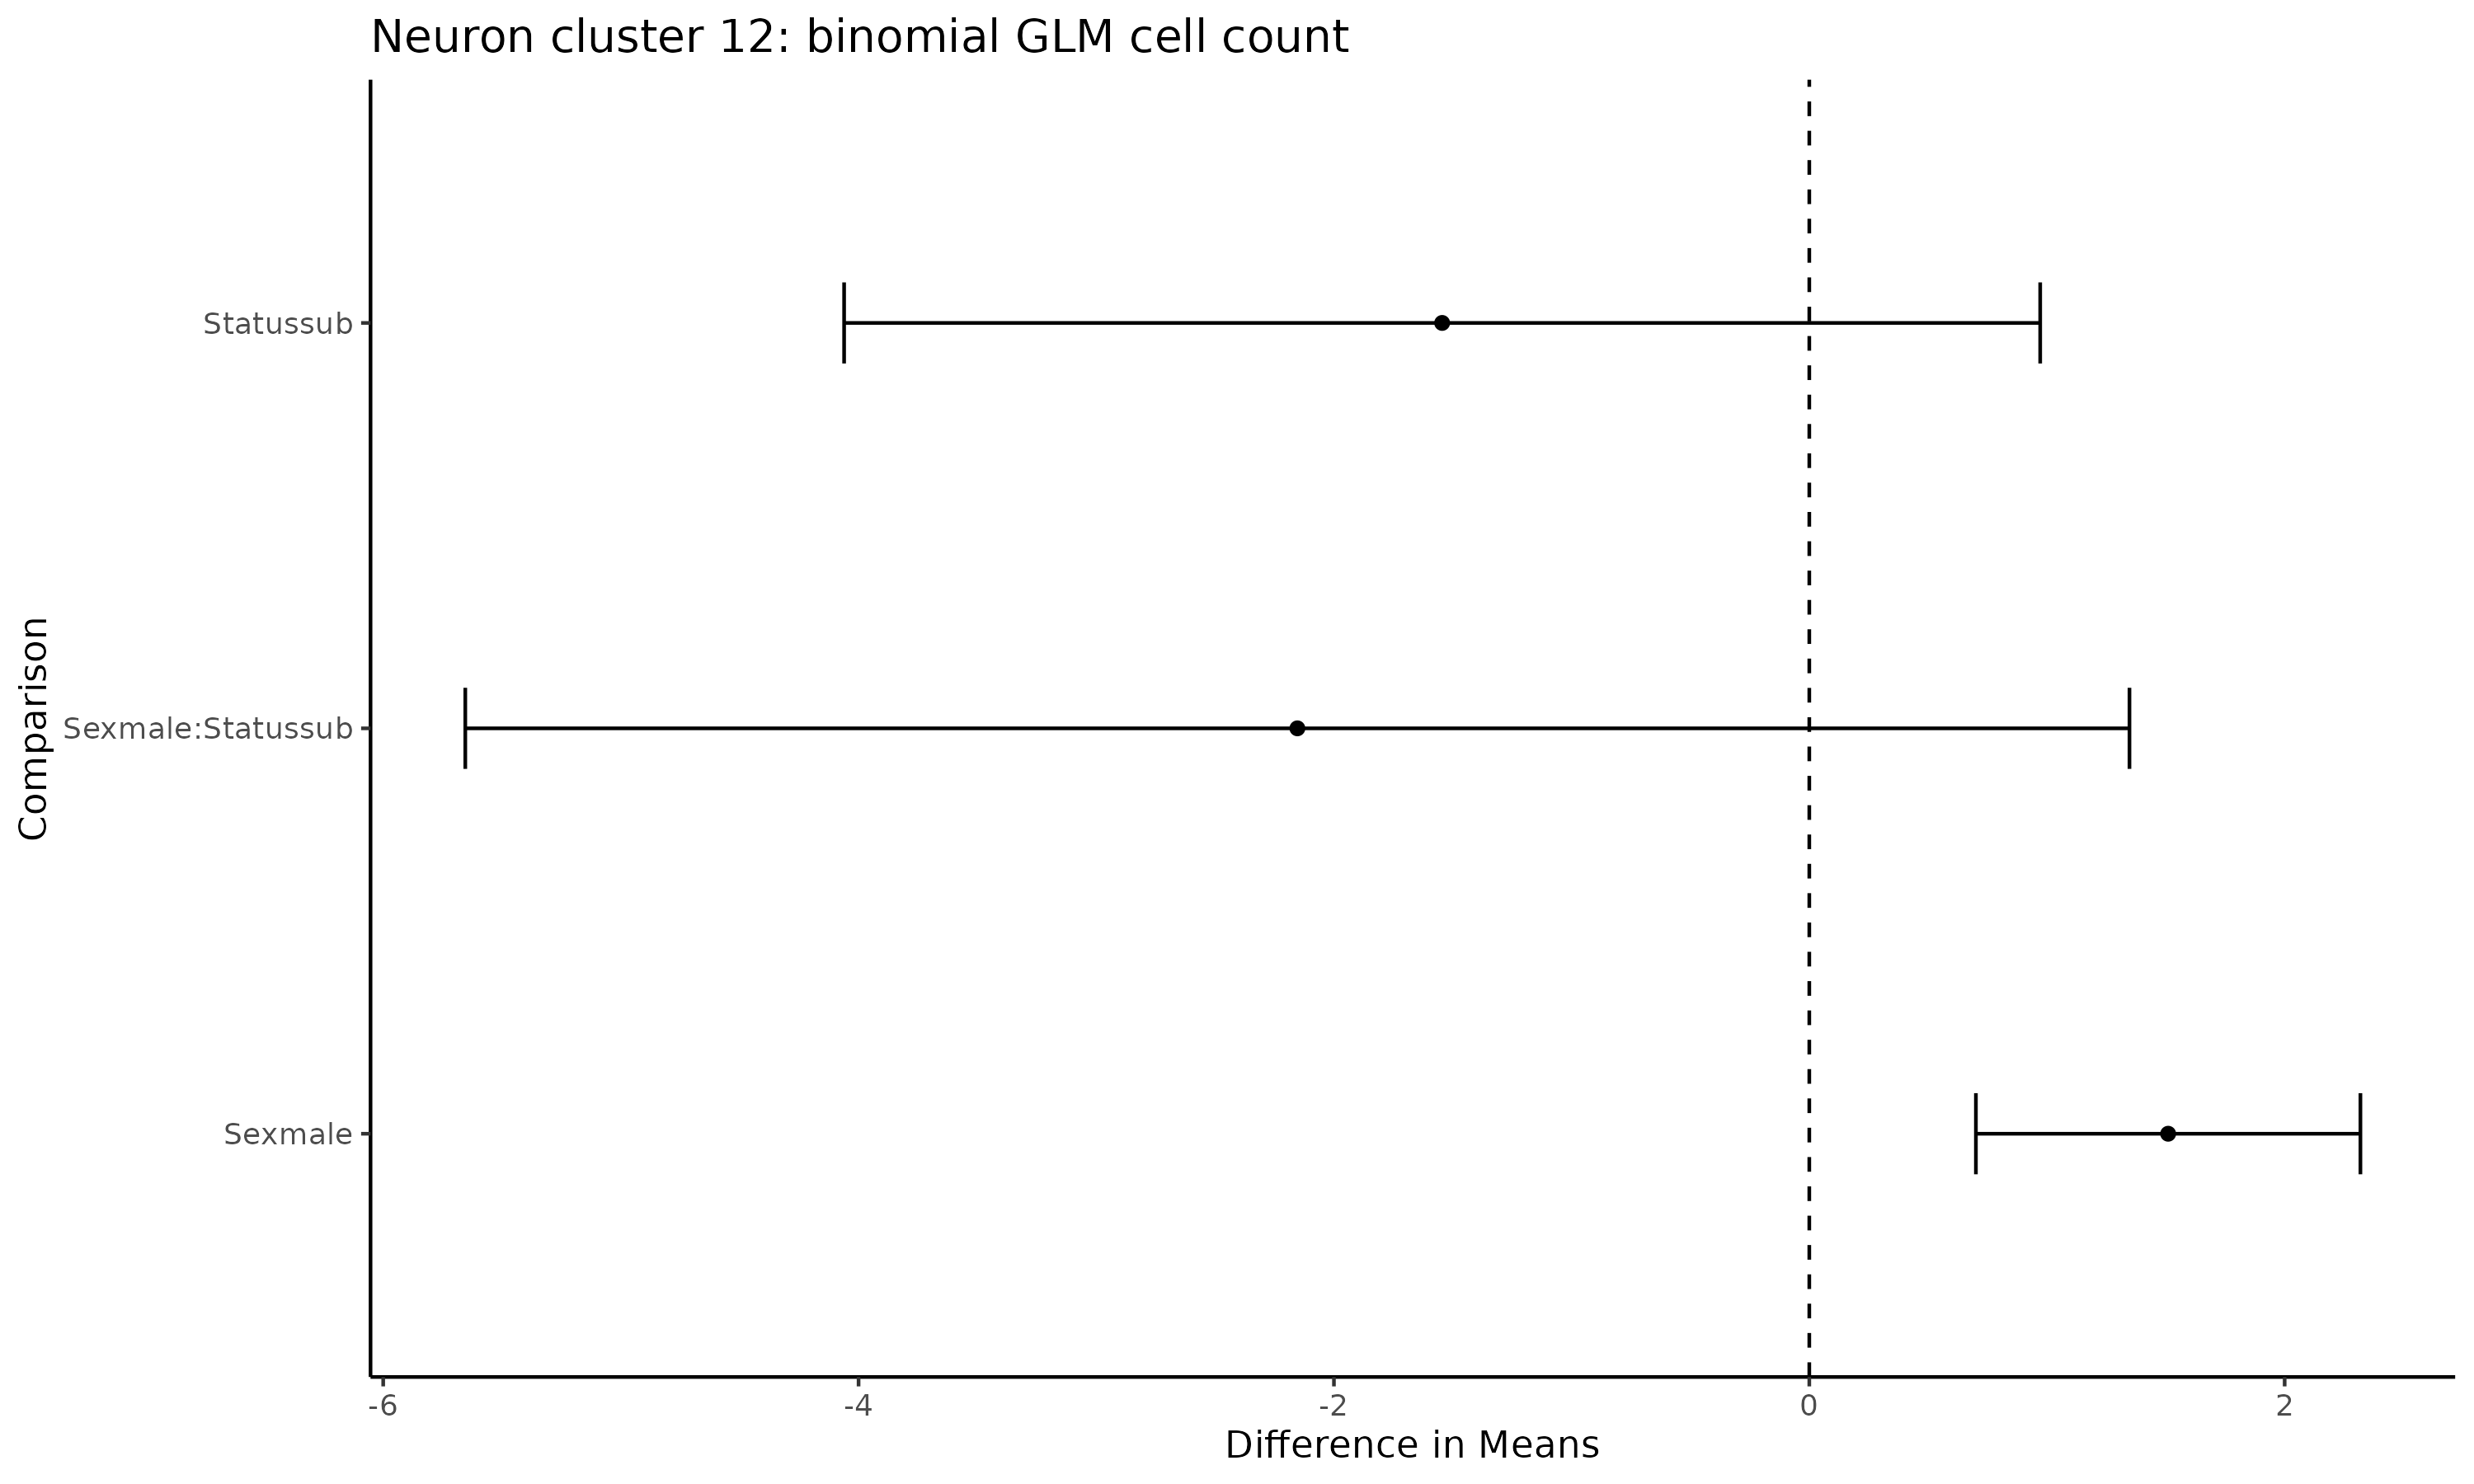 Neuron cluster 12: binomial GLM cell count
Comparison
Statussub
Sexmale:Statussub
Sexmale
-6 -4 -2 0 2
Difference in Means